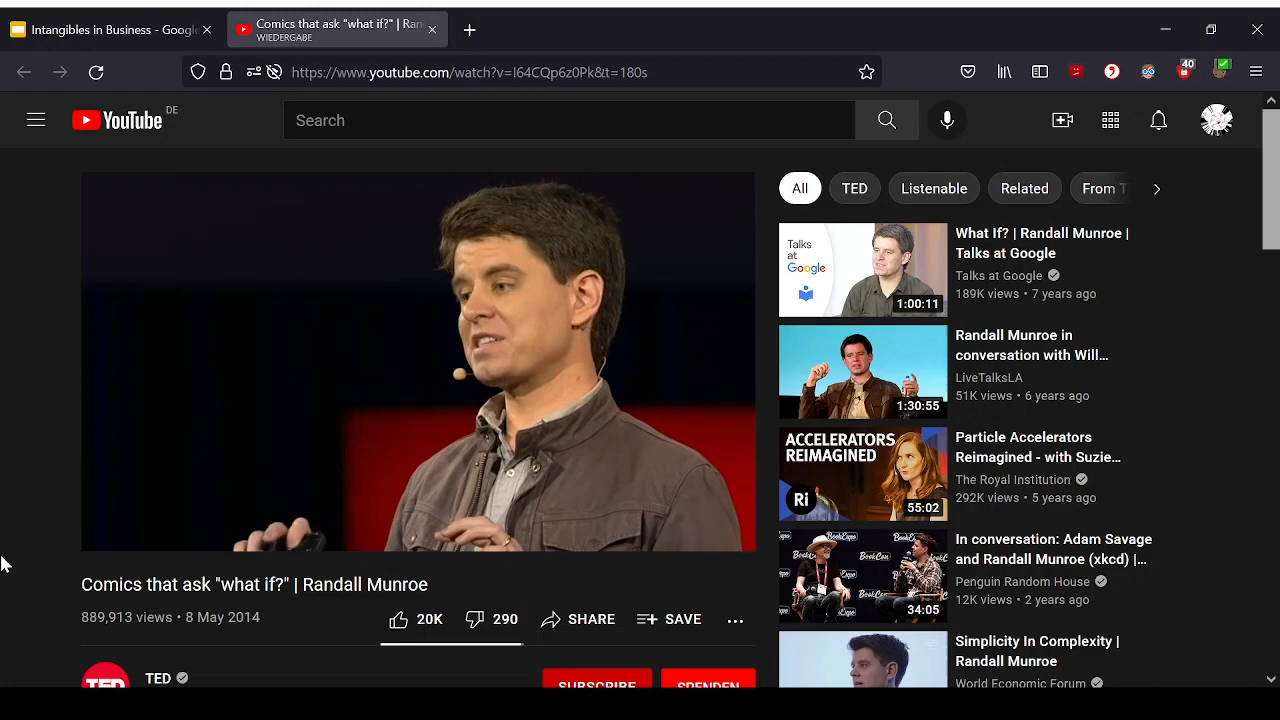 Intangibles in Business - Google
Comics that ask "what if?" | Ran
WIEDERGABE
https://www.youtube.com/watch?v=I64CQp6z0Pk&t=180s
40
YouTube DE
Search
All
TED
Listenable
Related
From T
Talks
at
Google
1:00:11
What If? | Randall Munroe |
Talks at Google
Talks at Google
189K views • 7 years ago
1:30:55
Randall Munroe in
conversation with Will...
LiveTalksLA
51K views • 6 years ago
ACCELERATORS
REIMAGINED
Ri
55:02
Particle Accelerators
Reimagined - with Suzie...
The Royal Institution
292K views • 5 years ago
BookExpo
BookCon
34:05
In conversation: Adam Savage
and Randall Munroe (xkcd) |...
Penguin Random House
12K views • 2 years ago
Simplicity In Complexity |
Randall Munroe
World Economic Forum
Comics that ask "what if?" | Randall Munroe
889,913 views • 8 May 2014
20K
290
SHARE
SAVE
TED
TED
SUBSCRIBE
SPENDEN